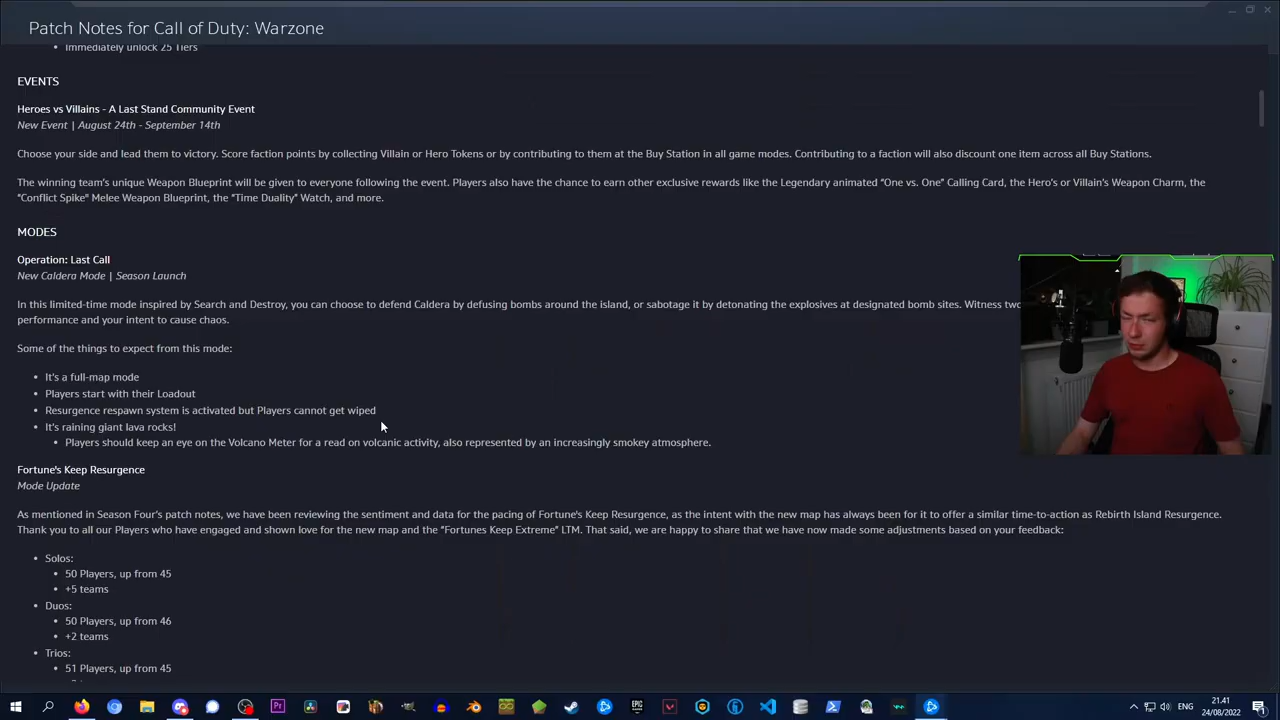 Patch Notes for Call of Duty: Warzone
Immediately unlock 25 Tiers
EVENTS
Heroes vs Villains - A Last Stand Community Event
New Event | August 24th - September 14th
Choose your side and lead them to victory. Score faction points by collecting Villain or Hero Tokens or by contributing to them at the Buy Station in all game modes. Contributing to a faction will also discount one item across all Buy Stations.
The winning team's unique Weapon Blueprint will be given to everyone following the event. Players also have the chance to earn other exclusive rewards like the Legendary animated "One vs. One" Calling Card, the Hero's or Villain's Weapon Charm, the
"Conflict Spike" Melee Weapon Blueprint, the "Time Duality" Watch, and more.
MODES
Operation: Last Call
New Caldera Mode | Season Launch
In this limited-time mode inspired by Search and Destroy, you can choose to defend Caldera by defusing bombs around the island, or sabotage it by detonating the explosives at designated bomb sites. Witness two
performance and your intent to cause chaos.
Some of the things to expect from this mode:
It's a full-map mode
Players start with their Loadout
Resurgence respawn system is activated but Players cannot get wiped
It's raining giant lava rocks!
Players should keep an eye on the Volcano Meter for a read on volcanic activity, also represented by an increasingly smokey atmosphere.
Fortune's Keep Resurgence
Mode Update
As mentioned in Season Four's patch notes, we have been reviewing the sentiment and data for the pacing of Fortune's Keep Resurgence, as the intent with the new map has always been for it to offer a similar time-to-action as Rebirth Island Resurgence.
Thank you to all our Players who have engaged and shown love for the new map and the "Fortunes Keep Extreme" LTM. That said, we are happy to share that we have now made some adjustments based on your feedback:
Solos:
50 Players, up from 45
+5 teams
Duos:
50 Players, up from 46
+2 teams
Trios:
51 Players, up from 45
Pr
EPIC
ENG
21.41
24/08/2022